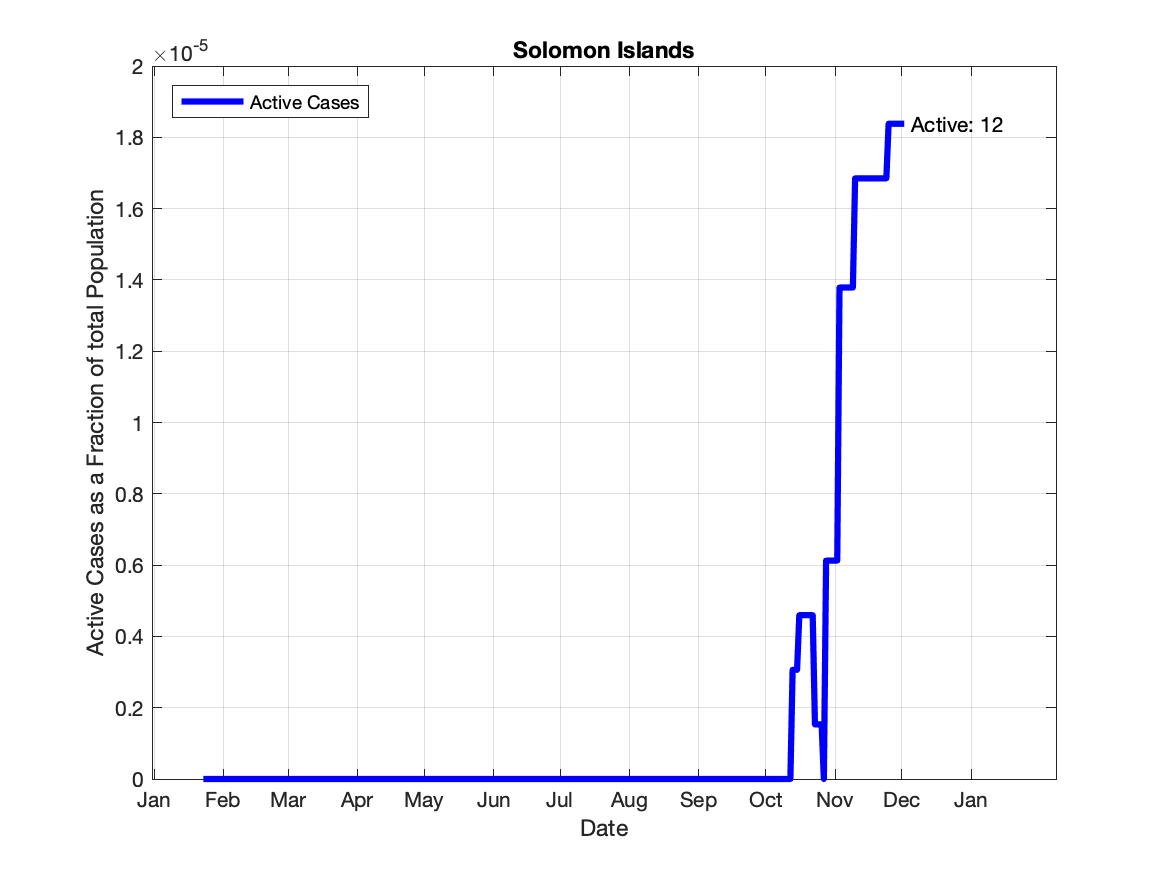 Solomon Islands
×10-5
Active Cases
Active: 12
Active Cases as a Fraction of total Population
2
1.8
1.6
1.4
1.2
1
0.8
0.6
0.4
0.2
0
Jan Feb Mar Apr May Jun Jul Aug Sep Oct Nov Dec Jan
Date